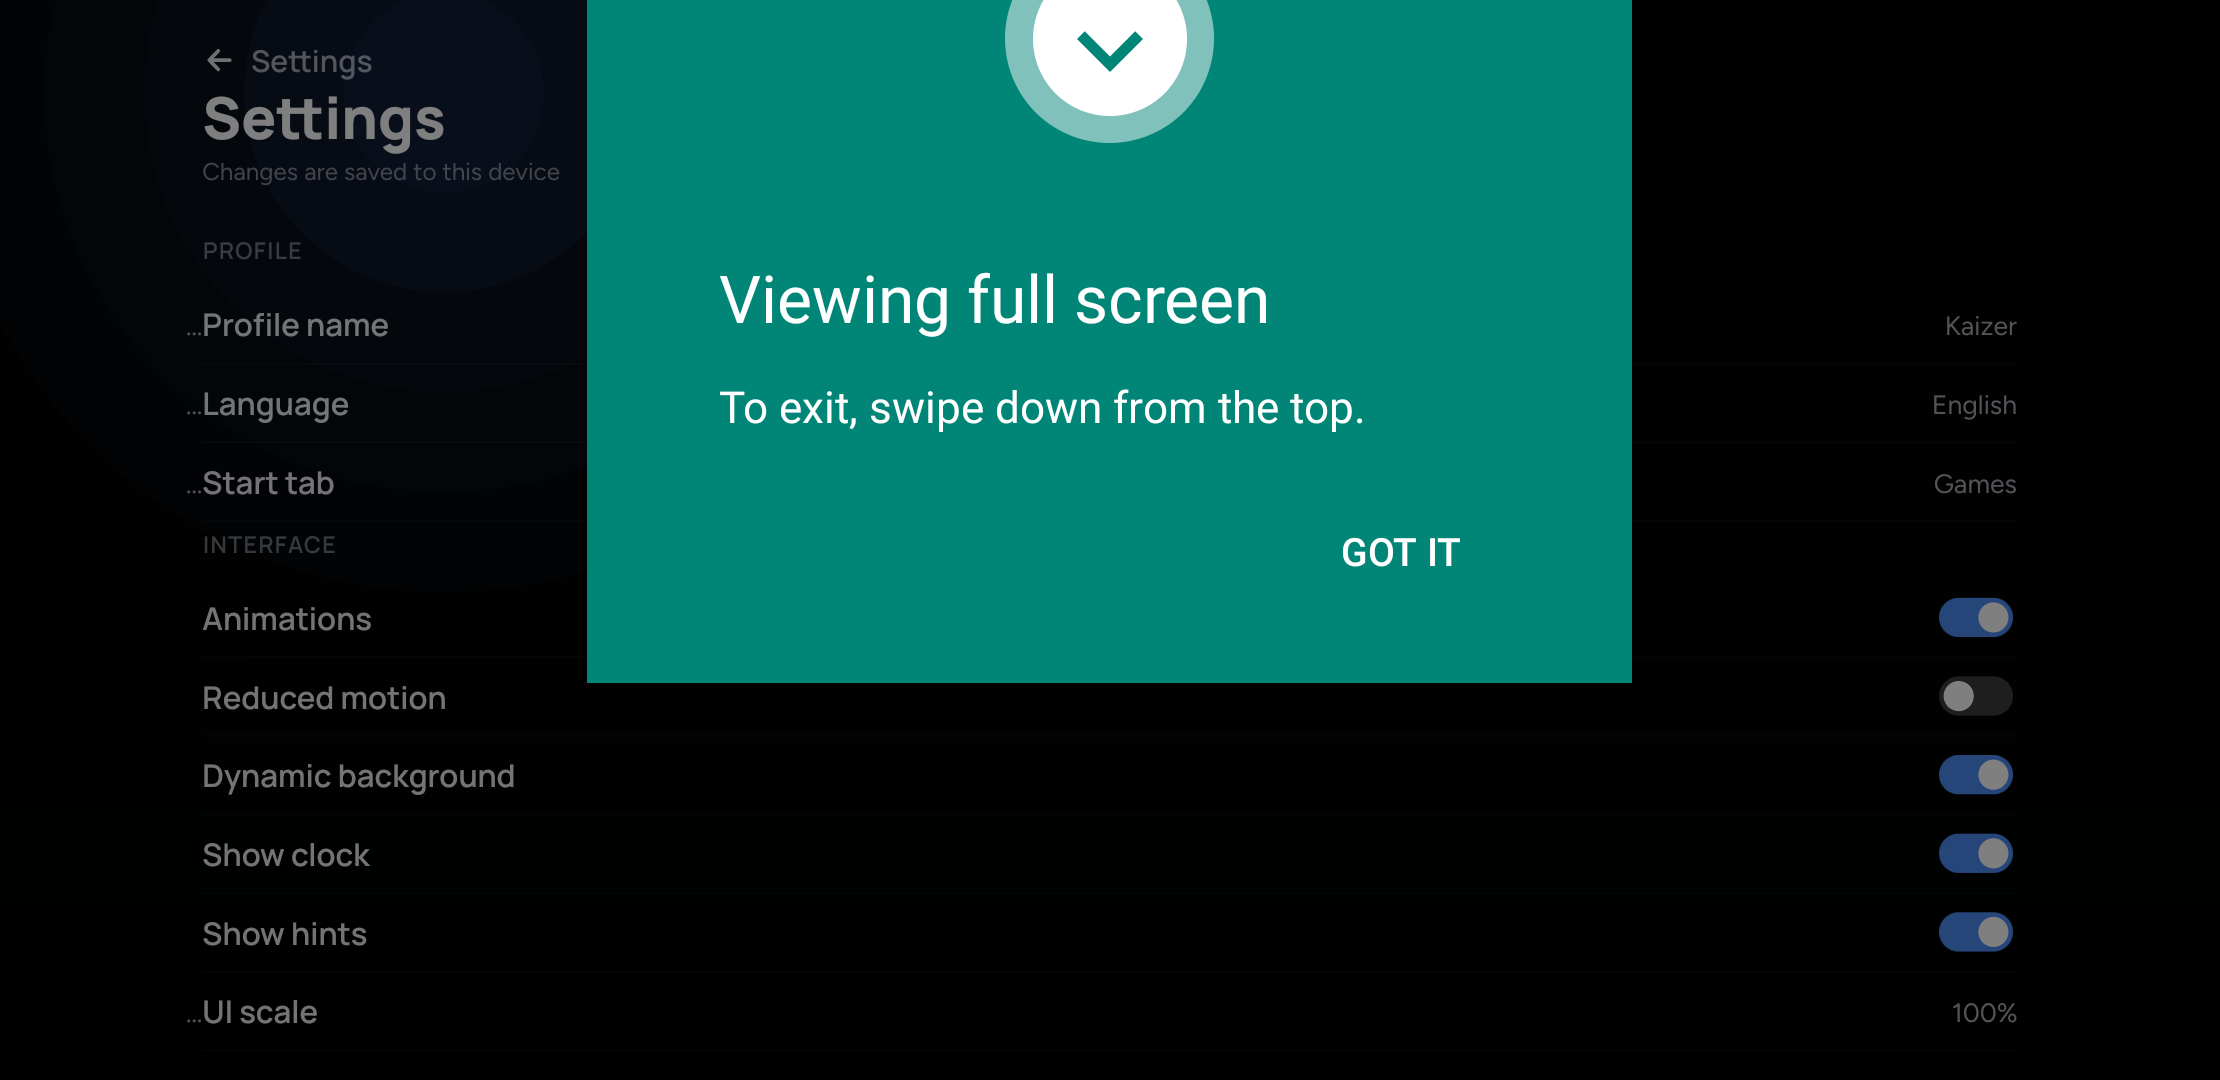 Settings
Settings
Changes are saved to this device
PROFILE
...Profile name
Kaizer
...Language
English
...Start tab
Games
INTERFACE
Animations
Reduced motion
Dynamic background
Show clock
Show hints
...UI scale
100%
Viewing full screen
To exit, swipe down from the top.
GOT IT